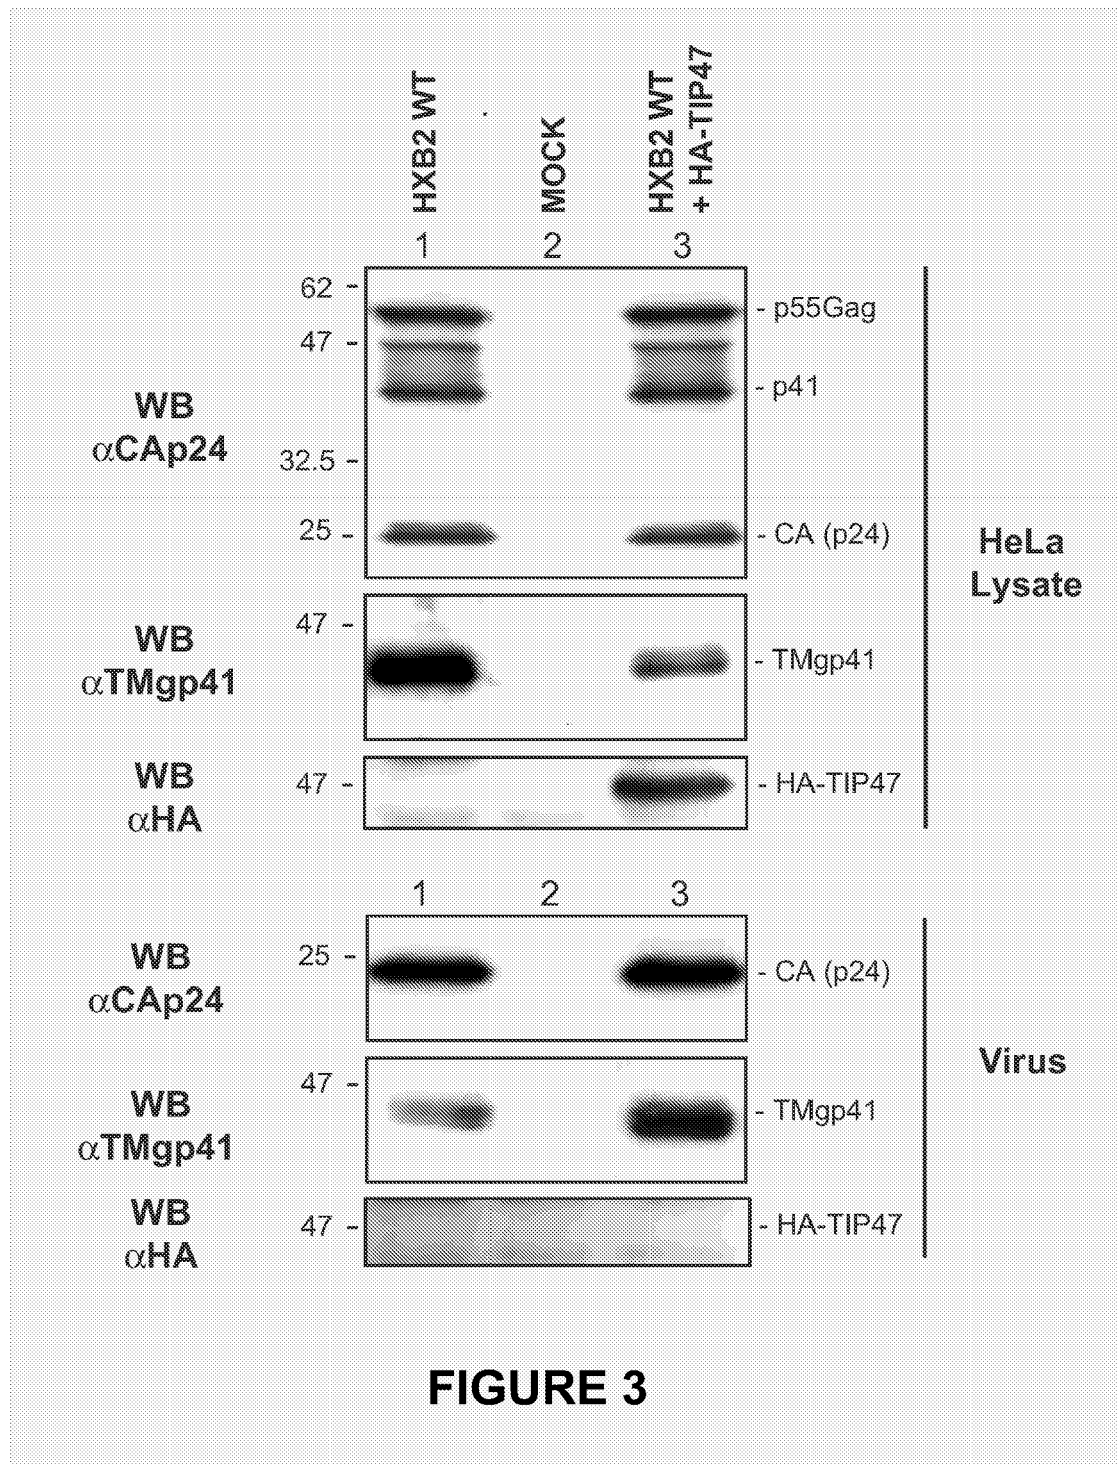 HXB2 WT
MOCK
HXB2 WT
+ HA-TIP47
1 2 3
WB
αCAp24
62 -
47 -
32.5 -
25 -
- p55Gag
- p41
- CA (p24)
WB
αTMgp41
47 -
- TMgp41
WB
αHA
47 -
- HA-TIP47
HeLa
Lysate
1 2 3
WB
αCAp24
25 -
- CA (p24)
WB
αTMgp41
47 -
- TMgp41
WB
αHA
47 -
- HA-TIP47
Virus
FIGURE 3